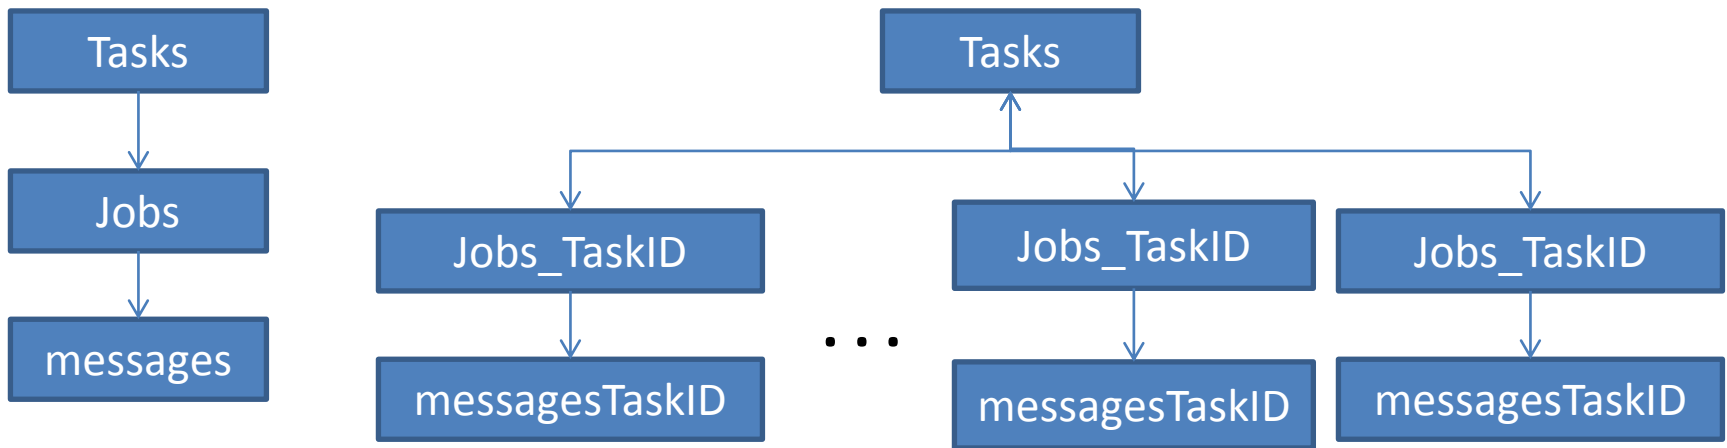 Tasks
Jobs
messages
Tasks
Jobs_TaskID
Jobs_TaskID
Jobs_TaskID
...
messagesTaskID
messagesTaskID
messagesTaskID